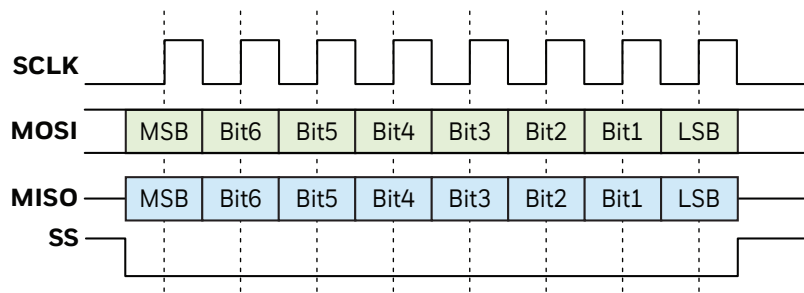 SCLK
MOSI MSB Bit6 Bit5 Bit4 Bit3 Bit2 Bit1 LSB
MISO MSB Bit6 Bit5 Bit4 Bit3 Bit2 Bit1 LSB
SS